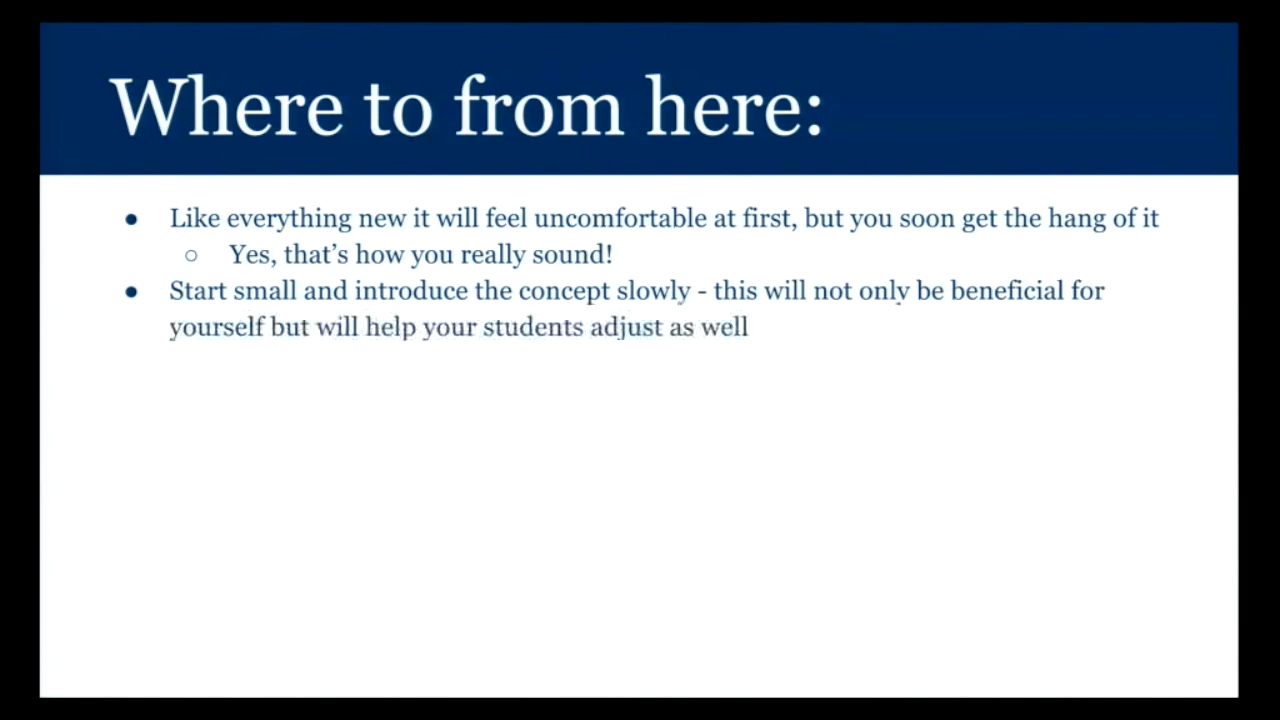 Where to from here:
● Like everything new it will feel uncomfortable at first, but you soon get the hang of it
○ Yes, that’s how you really sound!
● Start small and introduce the concept slowly - this will not only be beneficial for
yourself but will help your students adjust as well